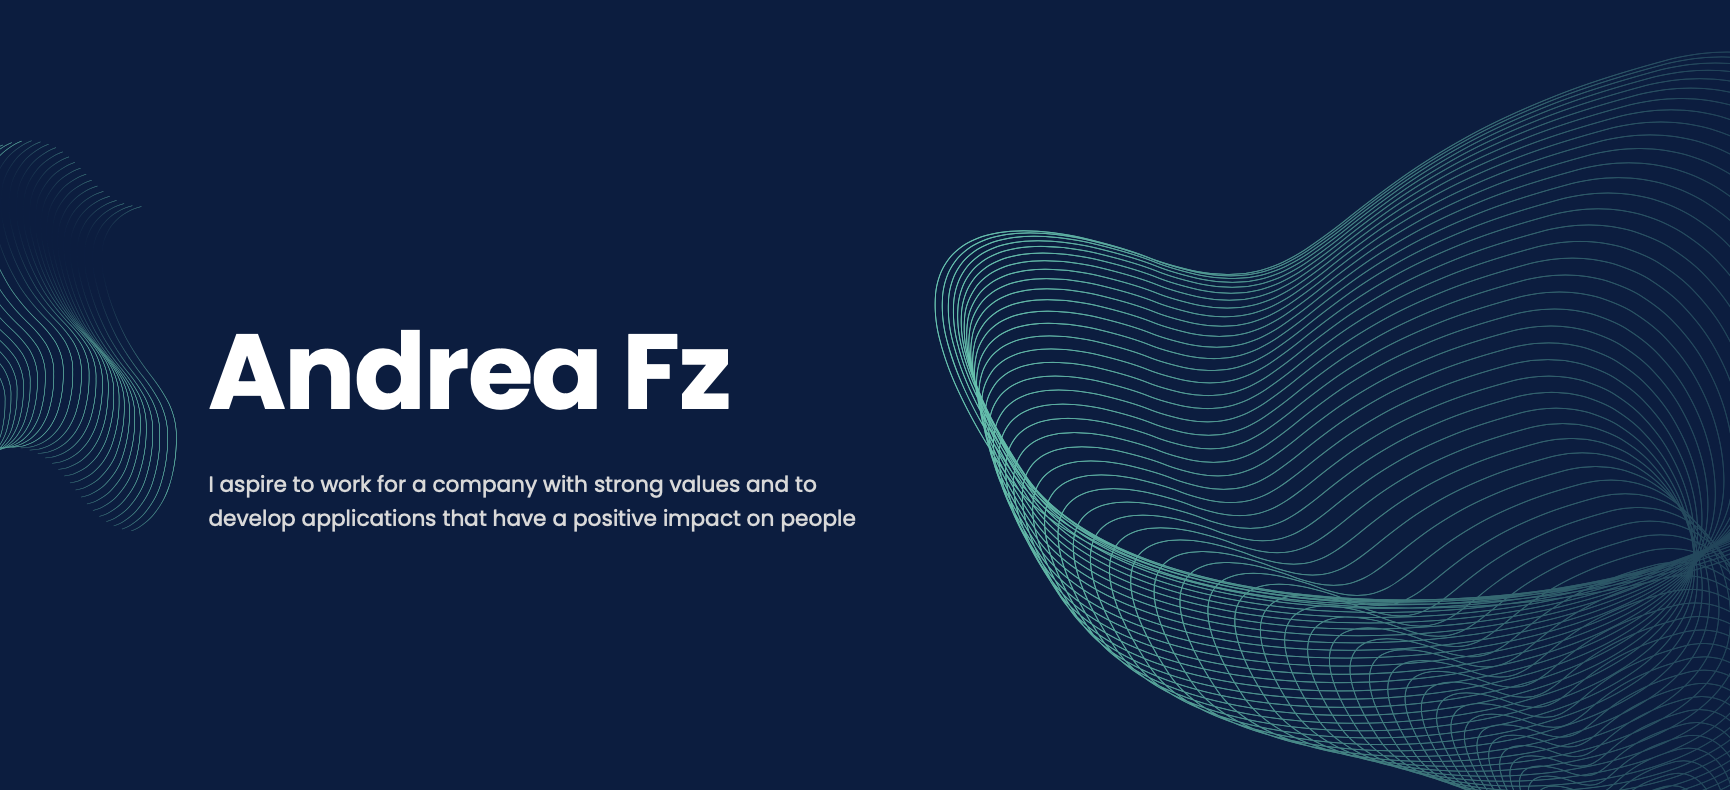 Andrea Fz
I aspire to work for a company with strong values and to
develop applications that have a positive impact on people